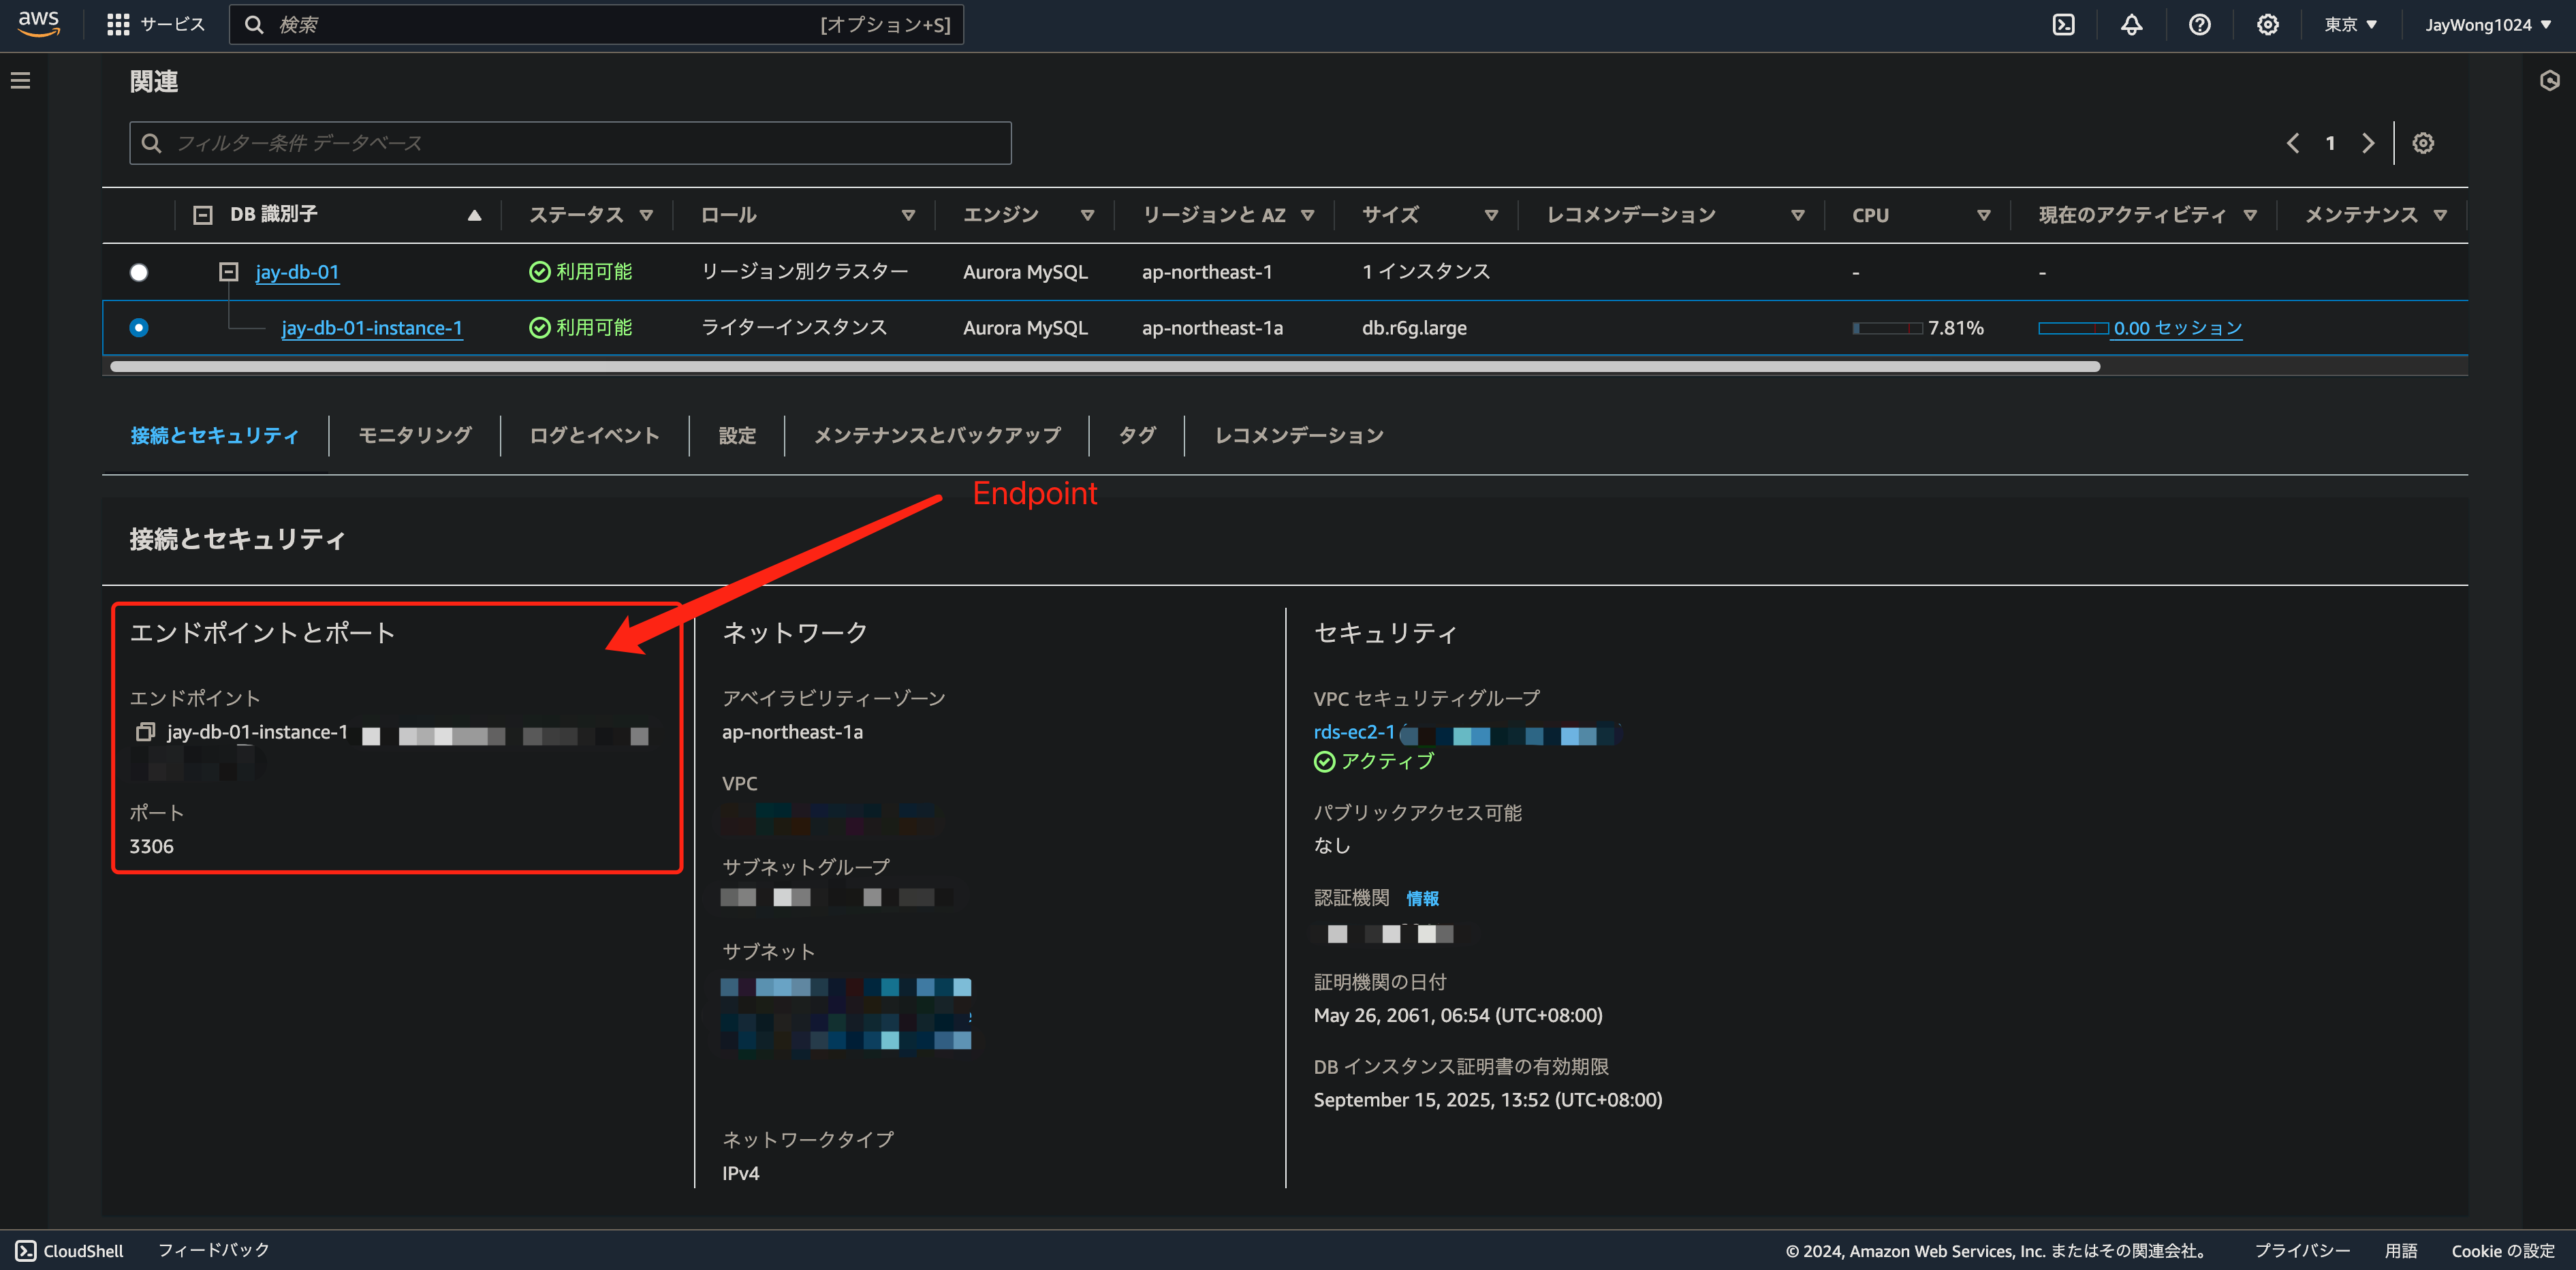 aws
サービス
検索
[オプション+S]
東京
JayWong1024
関連
フィルター条件 データベース
1
DB 識別子
ステータス
ロール
エンジン
リージョンと AZ
サイズ
レコメンデーション
CPU
現在のアクティビティ
メンテナンス
jay-db-01
利用可能
リージョン別クラスター
Aurora MySQL
ap-northeast-1
1 インスタンス
-
-
jay-db-01-instance-1
利用可能
ライターインスタンス
Aurora MySQL
ap-northeast-1a
db.r6g.large
7.81%
0.00 セッション
接続とセキュリティ
モニタリング
ログとイベント
設定
メンテナンスとバックアップ
タグ
レコメンデーション
Endpoint
接続とセキュリティ
エンドポイントとポート
エンドポイント
jay-db-01-instance-1
ポート
3306
ネットワーク
アベイラビリティーゾーン
ap-northeast-1a
VPC
サブネットグループ
サブネット
ネットワークタイプ
IPv4
セキュリティ
VPC セキュリティグループ
rds-ec2-1
アクティブ
パブリックアクセス可能
なし
認証機関 情報
証明機関の日付
May 26, 2061, 06:54 (UTC+08:00)
DB インスタンス証明書の有効期限
September 15, 2025, 13:52 (UTC+08:00)
CloudShell
フィードバック
© 2024, Amazon Web Services, Inc. またはその関連会社。
プライバシー
用語
Cookie の設定